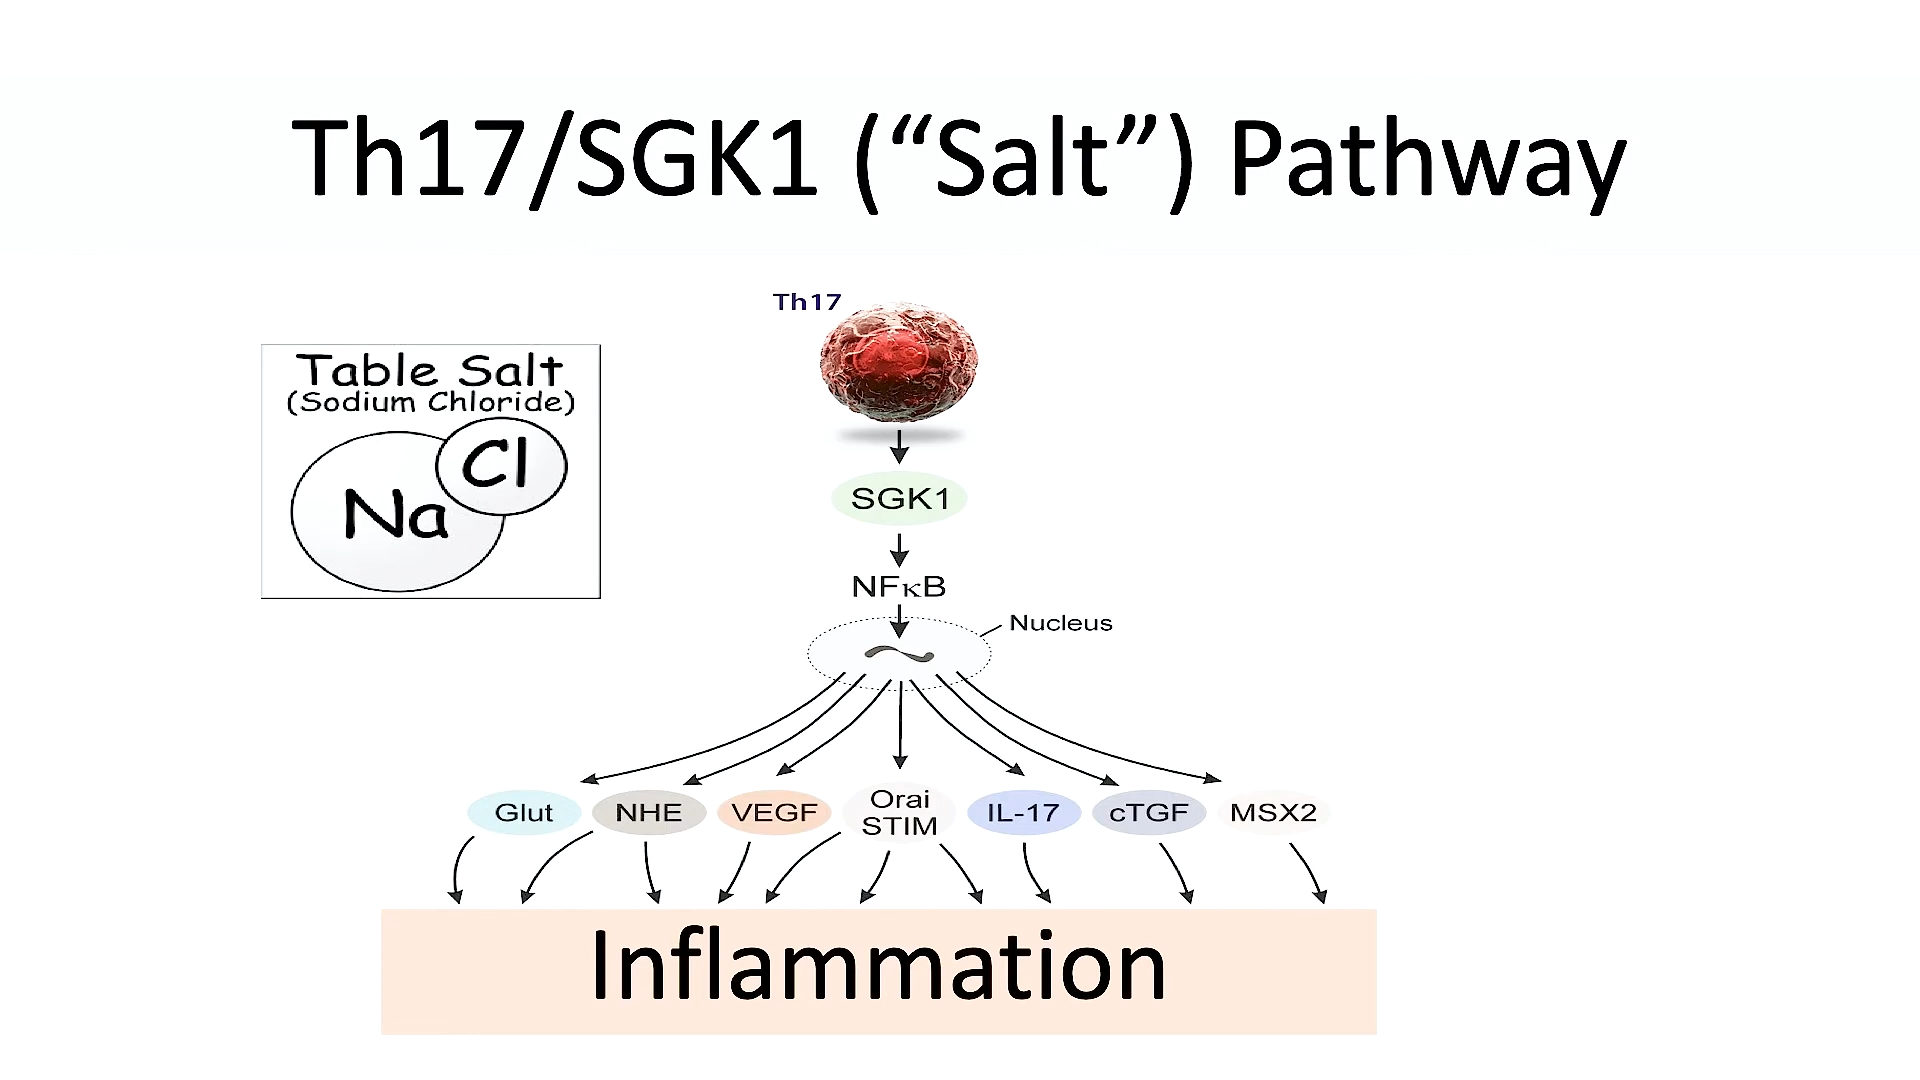 Th17/SGK1 (“Salt”) Pathway
Th17
Table Salt
(Sodium Chloride)
Cl
Na
SGK1
NFκB
Nucleus
Glut
NHE
VEGF
Orai
STIM
IL-17
cTGF
MSX2
Inflammation